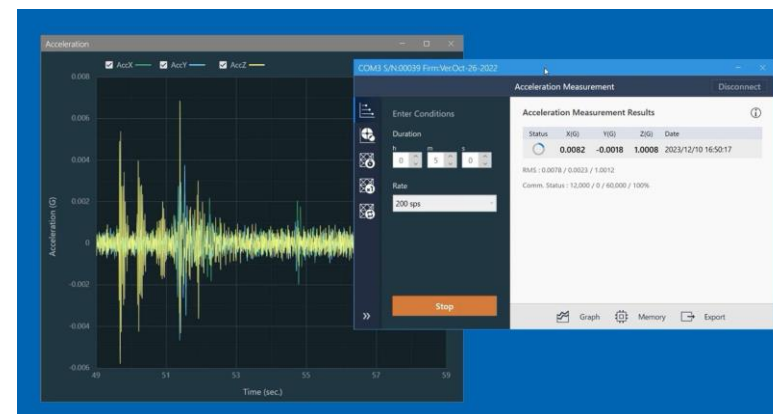 Acceleration
AccX AccY AccZ
0.008
0.006
0.004
0.002
0
-0.002
-0.004
-0.006
Acceleration (G)
49 51 53 55 57 59
Time (sec.)
COM3 S/N:00039 Firm:Ver.Oct-26-2022
Acceleration Measurement Disconnect
Enter Conditions
Duration
h m s
0 5 0
Rate
200 sps
Stop
Acceleration Measurement Results
Status X(G) Y(G) Z(G) Date
0.0082 -0.0018 1.0008 2023/12/10 16:50:17
RMS : 0.0078 / 0.0023 / 1.0012
Comm. Status : 12,000 / 0 / 60,000 / 100%
Graph Memory Export